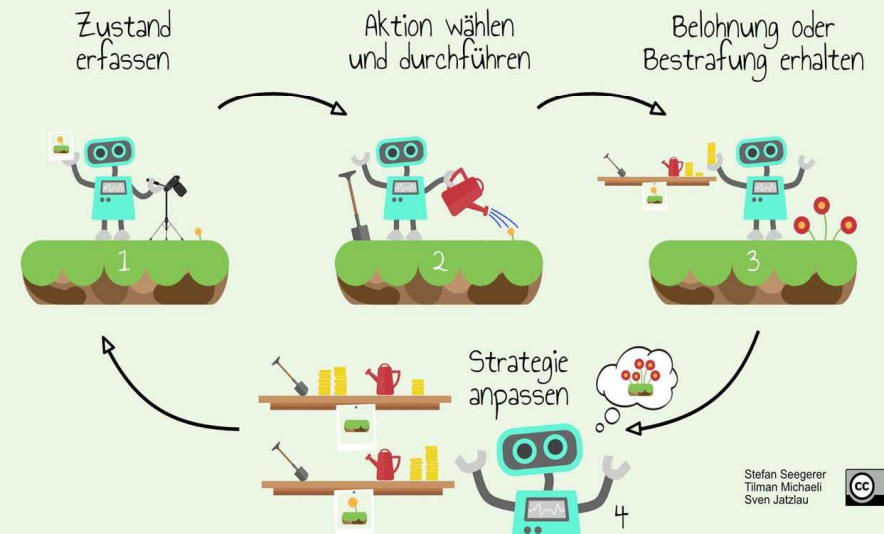 Zustand
erfassen
Aktion wählen
und durchführen
Belohnung oder
Bestrafung erhalten
1
2
3
Strategie
anpassen
4
Stefan Seegerer
Tilman Michaeli
Sven Jatzlau
cc